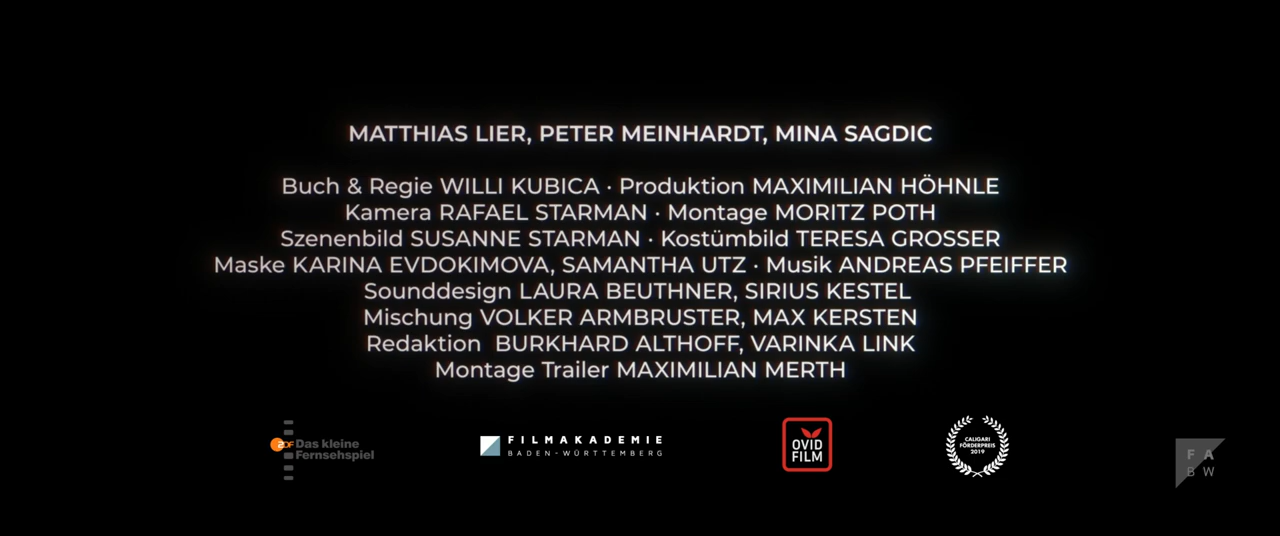 MATTHIAS LIER, PETER MEINHARDT, MINA SAGDIC
Buch & Regie WILLI KUBICA · Produktion MAXIMILIAN HÖHNLE
Kamera RAFAEL STARMAN · Montage MORITZ POTH
Szenenbild SUSANNE STARMAN · Kostümbild TERESA GROSSER
Maske KARINA EVDOKIMOVA, SAMANTHA UTZ · Musik ANDREAS PFEIFFER
Sounddesign LAURA BEUTHNER, SIRIUS KESTEL
Mischung VOLKER ARMBRUSTER, MAX KERSTEN
Redaktion  BURKHARD ALTHOFF, VARINKA LINK
Montage Trailer MAXIMILIAN MERTH
ZDF Das kleine
Fernsehspiel
FILMAKADEMIE
BADEN-WÜRTTEMBERG
OVID
FILM
CALIGARI
FÖRDERPREIS
2019
FA
BW